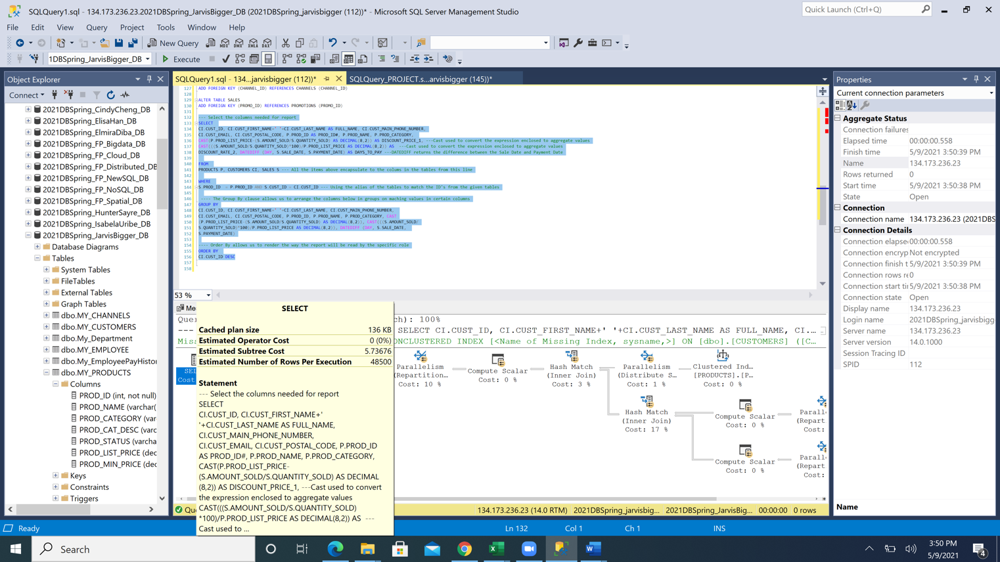 SQLQuery1.sql - 134.173.236.23.2021DBSpring_JarvisBigger_DB (2021DBSpring_jarvisbigger (112))* - Microsoft SQL Server Management Studio
Quick Launch (Ctrl+Q)
File Edit View Query Project Tools Window Help
New Query
MDX DMX XMLA DAX
1DBSpring_JarvisBigger_DB
Execute
Object Explorer
Connect
2021DBSpring_CindyCheng_DB
2021DBSpring_ElisaHan_DB
2021DBSpring_ElmiraDiba_DB
2021DBSpring_FP_Bigdata_DB
2021DBSpring_FP_Cloud_DB
2021DBSpring_FP_Distributed_DB
2021DBSpring_FP_NewSQL_DB
2021DBSpring_FP_NoSQL_DB
2021DBSpring_FP_Spatial_DB
2021DBSpring_HunterSayre_DB
2021DBSpring_IsabelaUribe_DB
2021DBSpring_JarvisBigger_DB
Database Diagrams
Tables
System Tables
FileTables
External Tables
Graph Tables
dbo.MY_CHANNELS
dbo.MY_CUSTOMERS
dbo.My_Department
dbo.MY_EMPLOYEE
dbo.My_EmployeePayHistor
dbo.MY_PRODUCTS
Columns
PROD_ID (int, not null)
PROD_NAME (varchar(
PROD_CATEGORY (varc
PROD_CAT_DESC (varc
PROD_STATUS (varcha
PROD_LIST_PRICE (dec
PROD_MIN_PRICE (dec
Keys
Constraints
Triggers
SQLQuery1.sql - 134...jarvisbigger (112))*
SQLQuery_PROJECT.s...arvisbigger (145))*
127 ADD FOREIGN KEY (CHANNEL_ID) REFERENCES CHANNELS (CHANNEL_ID)
128
129 ALTER TABLE SALES
130 ADD FOREIGN KEY (PROMO_ID) REFERENCES PROMOTIONS (PROMO_ID)
131
132 --- Select the columns needed for report
133 SELECT
134 CI.CUST_ID, CI.CUST_FIRST_NAME+' '+CI.CUST_LAST_NAME AS FULL_NAME, CI.CUST_MAIN_PHONE_NUMBER,
135 CI.CUST_EMAIL, CI.CUST_POSTAL_CODE, P.PROD_ID AS PROD_ID#, P.PROD_NAME, P.PROD_CATEGORY,
136 CAST(P.PROD_LIST_PRICE-(S.AMOUNT_SOLD/S.QUANTITY_SOLD) AS DECIMAL(8,2)) AS DISCOUNT_PRICE_1, ---Cast used to convert the expression enclosed to aggregate values
137 CAST(((S.AMOUNT_SOLD/S.QUANTITY_SOLD)*100)/P.PROD_LIST_PRICE AS DECIMAL(8,2)) AS ---Cast used to convert the expression enclosed to aggregate values
138 DISCOUNT_RATE_2, DATEDIFF (DAY, S.SALE_DATE, S.PAYMENT_DATE) AS DAYS_TO_PAY ---DATEDIFF returns the difference between the Sale Date and Payment Date
139
140 FROM
141 PRODUCTS P, CUSTOMERS CI, SALES S --- All the items above encapsulate to the colums in the tables from this line
142
143 WHERE
144 S.PROD_ID = P.PROD_ID AND S.CUST_ID = CI.CUST_ID --- Using the alias of the tables to match the ID's from the given tables
145
146 ---- The Group By clause allows us to arrange the columns below in groups on maching values in certain columns
147 GROUP BY
148 CI.CUST_ID, CI.CUST_FIRST_NAME+' '+CI.CUST_LAST_NAME, CI.CUST_MAIN_PHONE_NUMBER,
149 CI.CUST_EMAIL, CI.CUST_POSTAL_CODE, P.PROD_ID, P.PROD_NAME, P.PROD_CATEGORY, CAST
150 (P.PROD_LIST_PRICE-(S.AMOUNT_SOLD/S.QUANTITY_SOLD) AS DECIMAL(8,2)), CAST(((S.AMOUNT_SOLD/
151 S.QUANTITY_SOLD)*100)/P.PROD_LIST_PRICE AS DECIMAL(8,2)), DATEDIFF (DAY, S.SALE_DATE,
152 S.PAYMENT_DATE)
153
154 ---- Order By allows us to render the way the report will be read by the specific role
155 ORDER BY
156 CI.CUST_ID DESC
157
158
53 %
Me
Quer
ch): 100%
--- SELECT CI.CUST_ID, CI.CUST_FIRST_NAME+' '+CI.CUST_LAST_NAME AS FULL_NAME, CI....
Miss ONCLUSTERED INDEX [<Name of Missing Index, sysname,>] ON [dbo].[CUSTOMERS] ([C...
SEL
Cost
Parallelism
(Repartition...
Cost: 10 %
Compute Scalar
Cost: 0 %
Hash Match
(Inner Join)
Cost: 3 %
Parallelism
(Distribute S...
Cost: 1 %
Clustered Ind...
[PRODUCTS].[P...
Cost: 0 %
Hash Match
(Inner Join)
Cost: 17 %
Compute Scalar
Cost: 0 %
Parall
(Repart
Cost:
Compute Scalar
Cost: 0 %
Parall
(Repart
Cost:
SELECT
Cached plan size 136 KB
Estimated Operator Cost 0 (0%)
Estimated Subtree Cost 5.73676
Estimated Number of Rows Per Execution 48500
Statement
--- Select the columns needed for report
SELECT
CI.CUST_ID, CI.CUST_FIRST_NAME+'
'+CI.CUST_LAST_NAME AS FULL_NAME,
CI.CUST_MAIN_PHONE_NUMBER,
CI.CUST_EMAIL, CI.CUST_POSTAL_CODE, P.PROD_ID
AS PROD_ID#, P.PROD_NAME, P.PROD_CATEGORY,
CAST(P.PROD_LIST_PRICE-
(S.AMOUNT_SOLD/S.QUANTITY_SOLD) AS DECIMAL
(8,2)) AS DISCOUNT_PRICE_1, ---Cast used to convert
the expression enclosed to aggregate values
CAST(((S.AMOUNT_SOLD/S.QUANTITY_SOLD)
*100)/P.PROD_LIST_PRICE AS DECIMAL(8,2)) AS ---
Cast used to ...
Qu
134.173.236.23 (14.0 RTM) 2021DBSpring_jarvisbig... 2021DBSpring_JarvisBig... 00:00:00 0 rows
Properties
Current connection parameters
Aggregate Status
Connection failures
Elapsed time 00:00:00.558
Finish time 5/9/2021 3:50:39 PM
Name 134.173.236.23
Rows returned 0
Start time 5/9/2021 3:50:38 PM
State Open
Connection
Connection name 134.173.236.23 (2021DBS
Connection Details
Connection elapse 00:00:00.558
Connection encryp Not encrypted
Connection finish t 5/9/2021 3:50:39 PM
Connection rows re 0
Connection start ti 5/9/2021 3:50:38 PM
Connection state Open
Display name 134.173.236.23
Login name 2021DBSpring_jarvisbigg
Server name 134.173.236.23
Server version 14.0.1000
Session Tracing ID
SPID 112
Name
Ready
Ln 132 Col 1 Ch 1 INS
Search
3:50 PM
5/9/2021
4